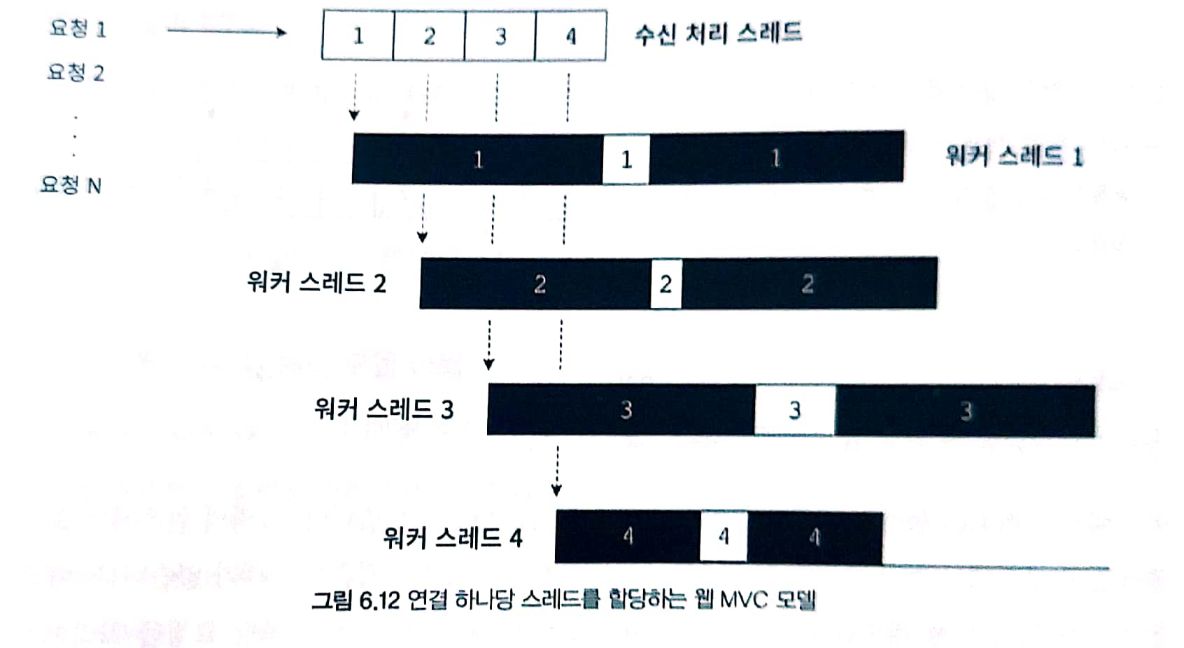 요청 1
1 2 3 4 수신 처리 스레드
요청 2
.
.
.
요청 N
1 1 1 워커 스레드 1
워커 스레드 2 2 2 2
워커 스레드 3 3 3 3
워커 스레드 4 4 4 4
그림 6.12 연결 하나당 스레드를 할당하는 웹 MVC 모델